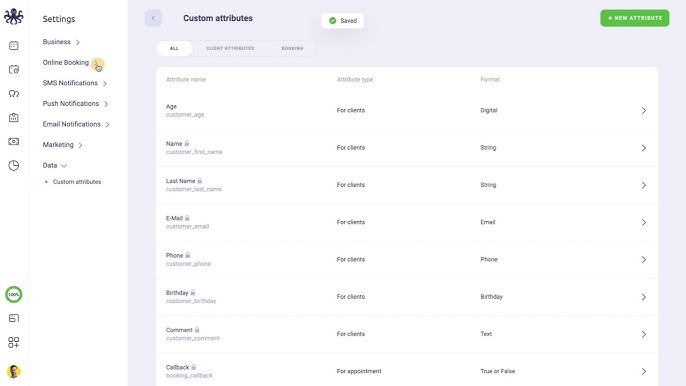 Settings
Business
Online Booking
SMS Notifications
Push Notifications
Email Notifications
Marketing
Data
Custom attributes
100%
Custom attributes
Saved
+ NEW ATTRIBUTE
ALL
CLIENT ATTRIBUTES
BOOKING
Attribute name Attribute type Format
Age
customer_age
For clients
Digital
Name
customer_first_name
For clients
String
Last Name
customer_last_name
For clients
String
E-Mail
customer_email
For clients
Email
Phone
customer_phone
For clients
Phone
Birthday
customer_birthday
For clients
Birthday
Comment
customer_comment
For clients
Text
Callback
booking_callback
For appointment
True or False